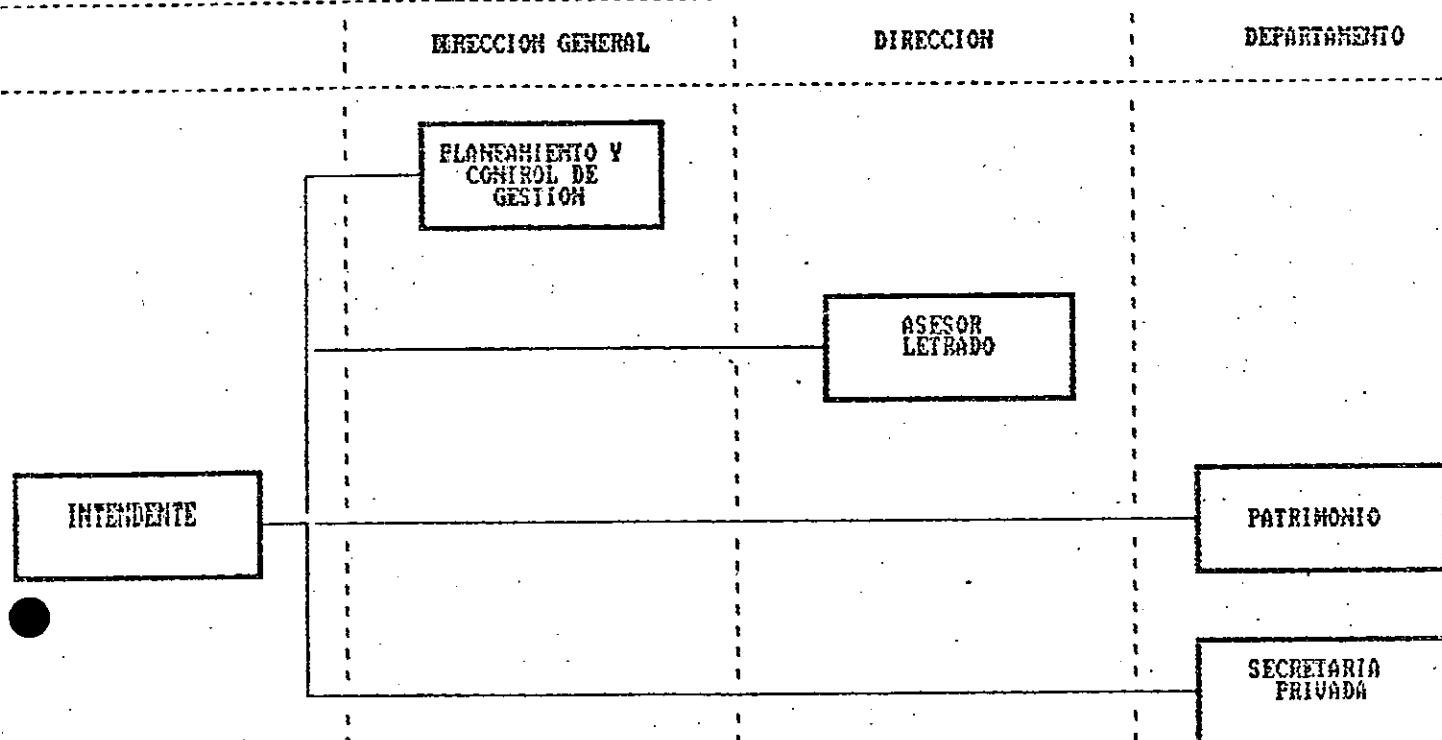 DIRECCION GENERAL
DIRECCION
DEPARTAMENTO
PLANEAMIENTO Y
CONTROL DE
GESTION
ASESOR
LETRADO
INTENDENTE
PATRIMONIO
SECRETARIA
PRIVADA